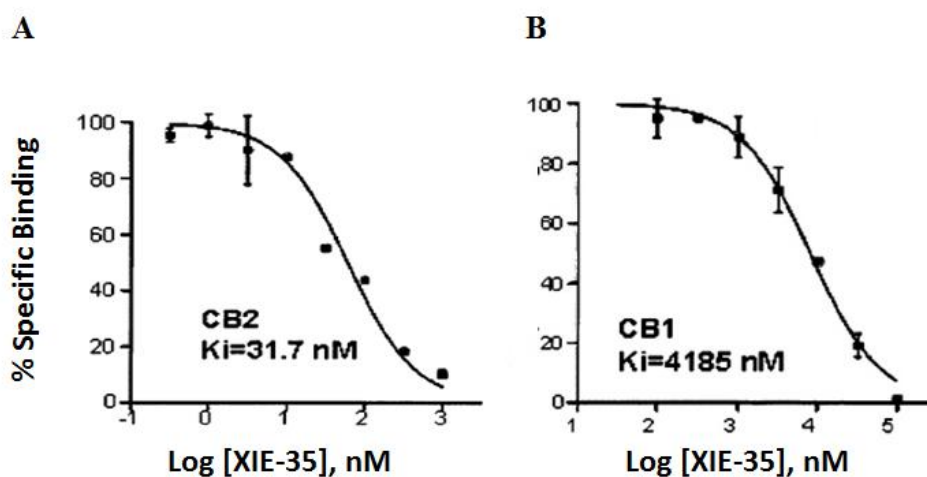 A
B
% Specific Binding
100
80
60
40
20
0
-1
0
1
2
3
CB2
Ki=31.7 nM
Log [XIE-35], nM
100
80
60
40
20
0
1
2
3
4
5
CB1
Ki=4185 nM
Log [XIE-35], nM